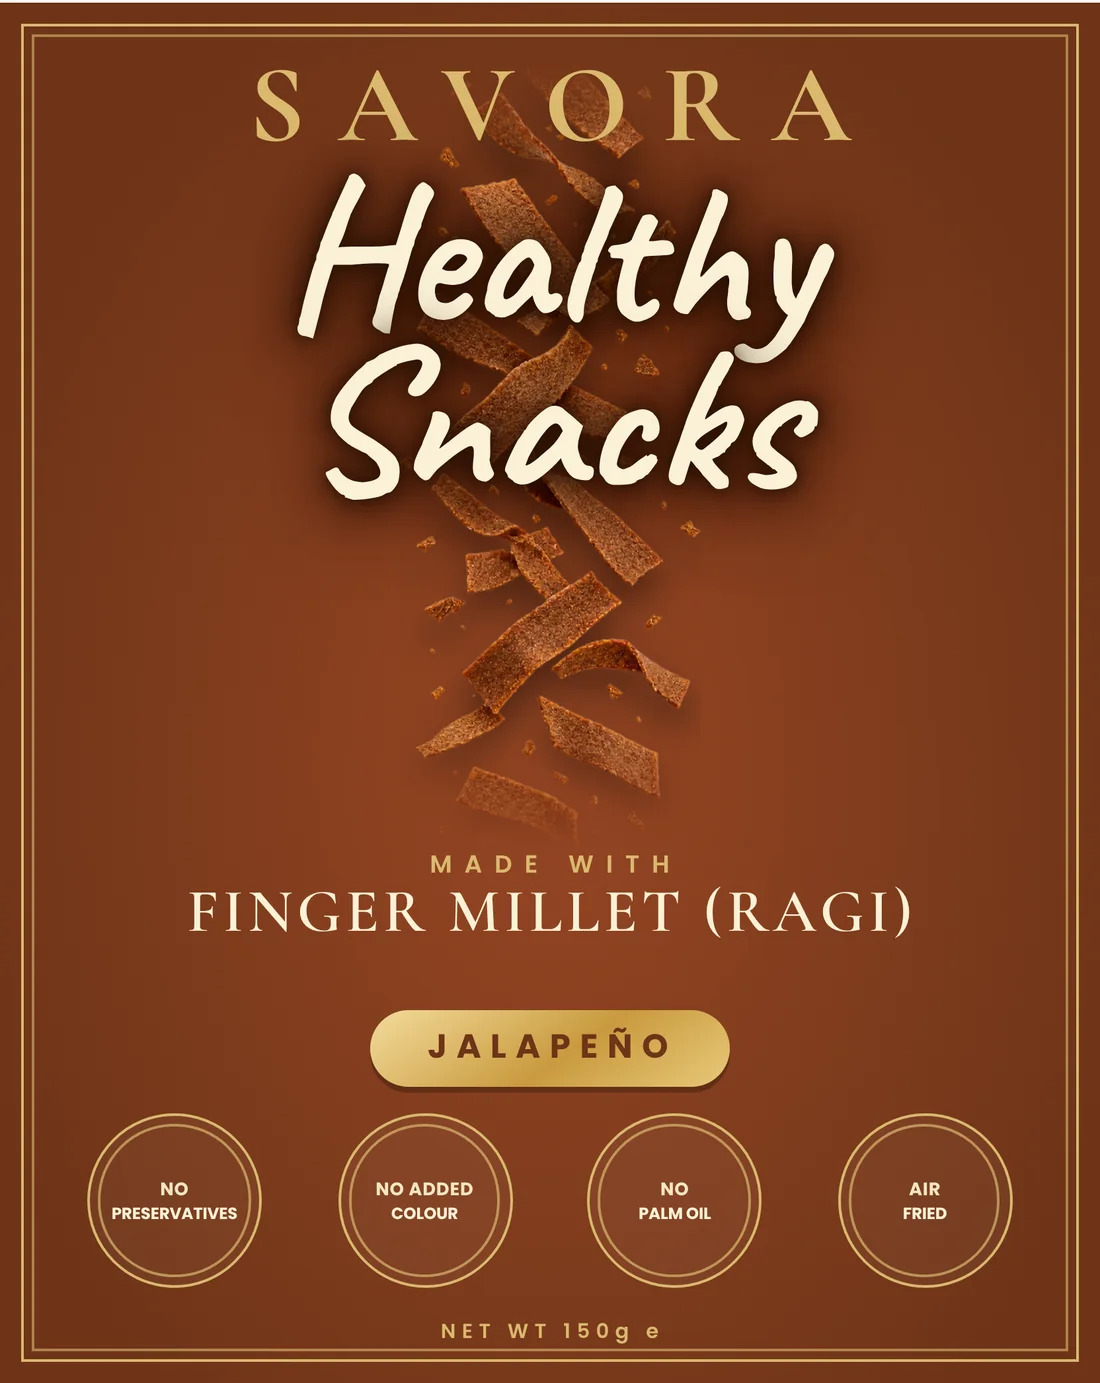 SAVORA
Healthy
Snacks
MADE WITH
FINGER MILLET (RAGI)
JALAPEÑO
NO
PRESERVATIVES
NO ADDED
COLOUR
NO
PALM OIL
AIR
FRIED
NET WT 150g e